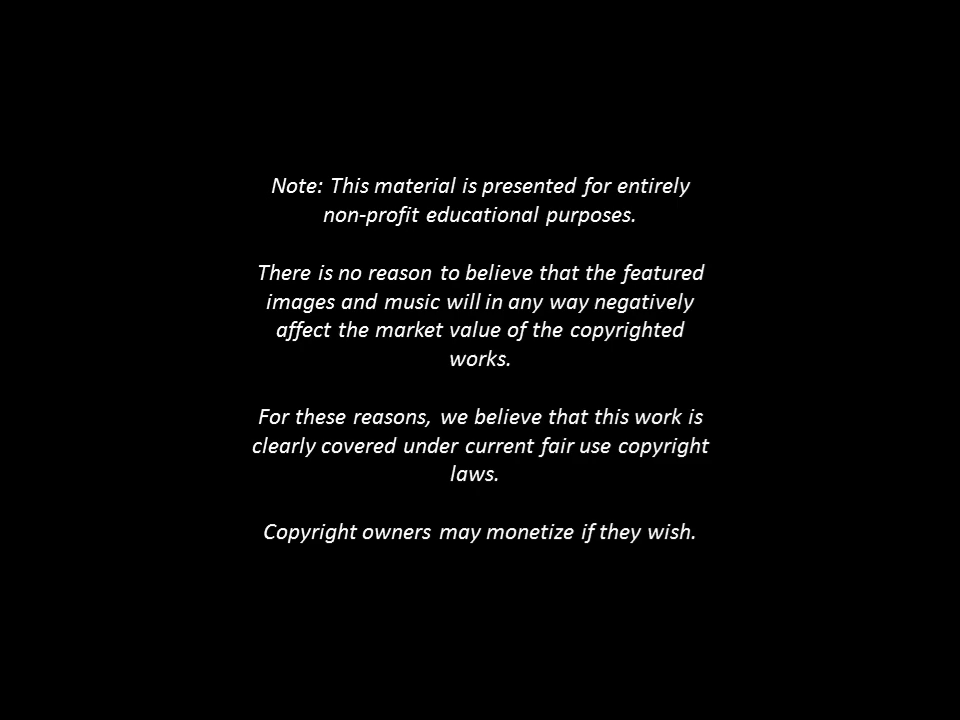 Note: This material is presented for entirely
non-profit educational purposes.
There is no reason to believe that the featured
images and music will in any way negatively
affect the market value of the copyrighted
works.
For these reasons, we believe that this work is
clearly covered under current fair use copyright
laws.
Copyright owners may monetize if they wish.